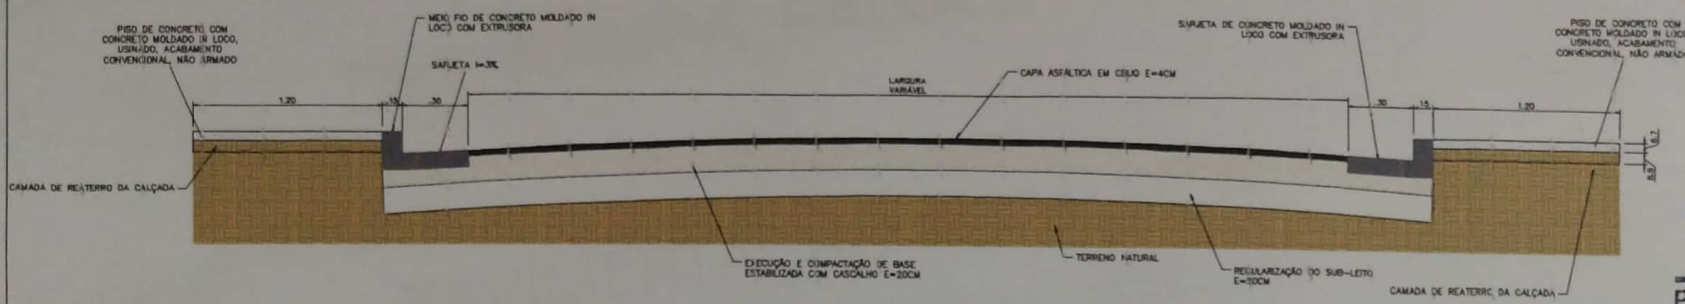 PISO DE CONCRETO COM
CONCRETO MOLDADO IN LOCO,
USINADO, ACABAMENTO
CONVENCIONAL, NÃO ARMADO
MEIO FIO DE CONCRETO MOLDADO IN
LOCO COM EXTRUSORA
SARJETA I=3%
LARGURA
VARIÁVEL
CAPA ASFÁLTICA EM CBUQ E=4CM
SARJETA DE CONCRETO MOLDADO IN
LOCO COM EXTRUSORA
PISO DE CONCRETO COM
CONCRETO MOLDADO IN LOCO
USINADO, ACABAMENTO
CONVENCIONAL, NÃO ARMADO
1.20
.15
.30
.30
.15
1.20
6.7
6.9
CAMADA DE REATERRO DA CALÇADA
EXECUÇÃO E COMPACTAÇÃO DE BASE
ESTABILIZADA COM CASCALHO E=20CM
TERRENO NATURAL
REGULARIZAÇÃO DO SUB-LEITO
CAMADA DE REATERRO DA CALÇADA